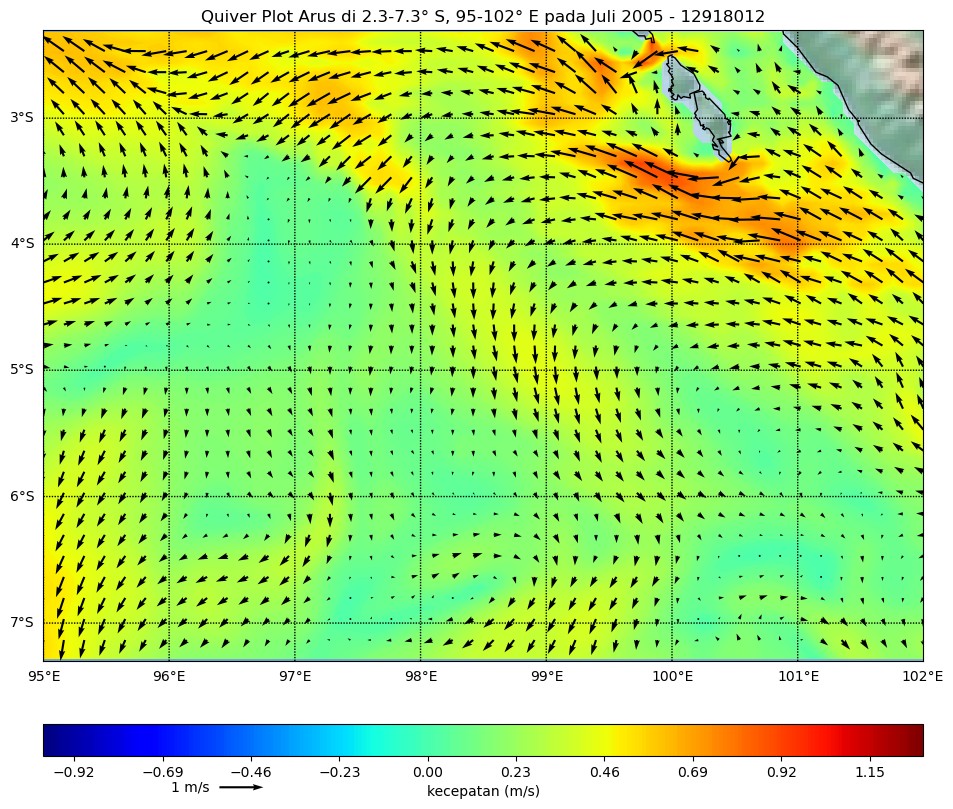 Quiver Plot Arus di 2.3-7.3° S, 95-102° E pada Juli 2005 - 12918012
3°S
4°S
5°S
6°S
7°S
95°E 96°E 97°E 98°E 99°E 100°E 101°E 102°E
−0.92 −0.69 −0.46 −0.23 0.00 0.23 0.46 0.69 0.92 1.15
1 m/s
kecepatan (m/s)